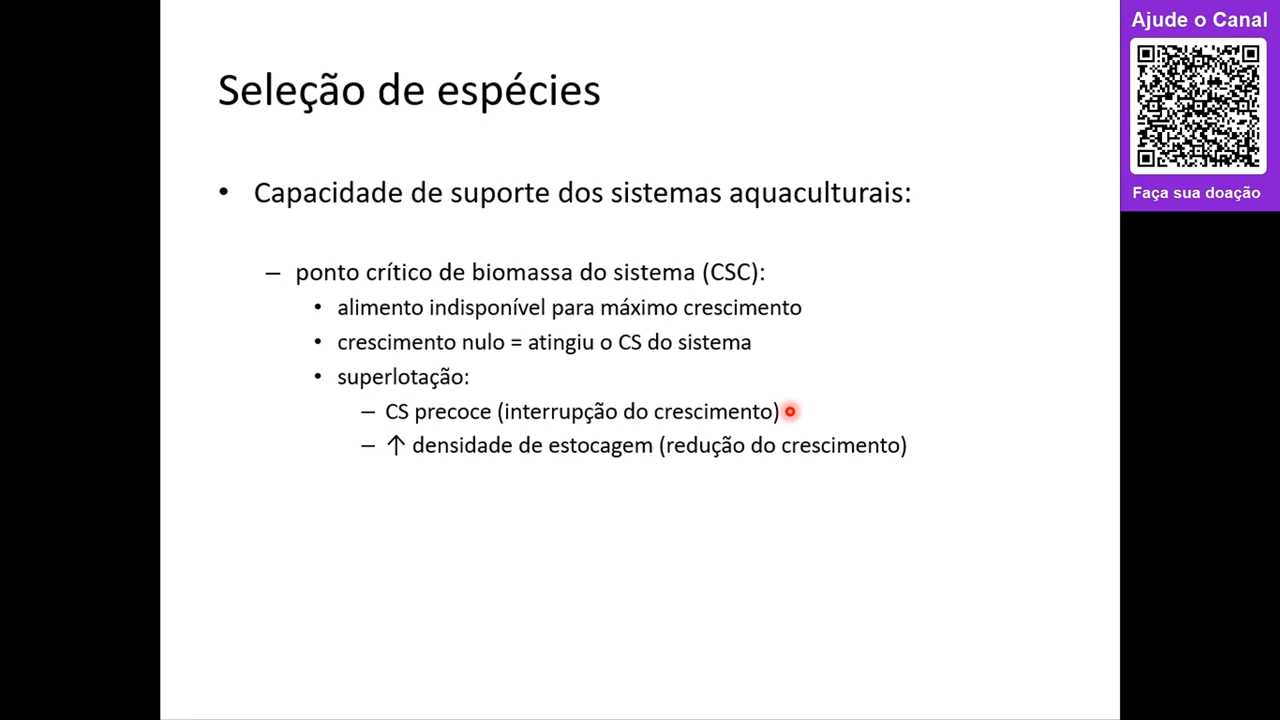 Seleção de espécies
• Capacidade de suporte dos sistemas aquaculturais:
– ponto crítico de biomassa do sistema (CSC):
• alimento indisponível para máximo crescimento
• crescimento nulo = atingiu o CS do sistema
• superlotação:
– CS precoce (interrupção do crescimento)
– ↑ densidade de estocagem (redução do crescimento)
Ajude o Canal
Faça sua doação